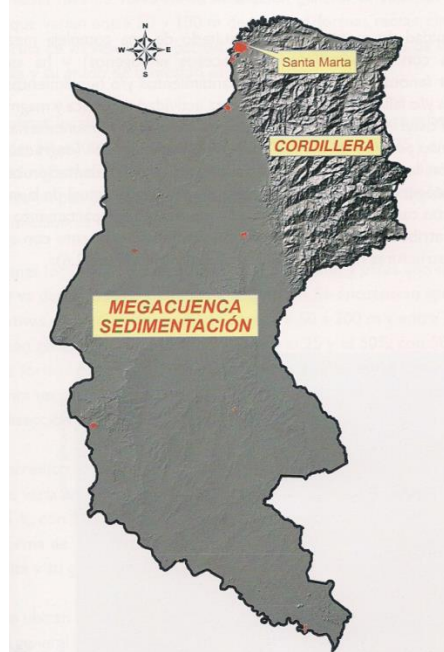 N
W E
S
Santa Marta
CORDILLERA
MEGACUENCA
SEDIMENTACIÓN